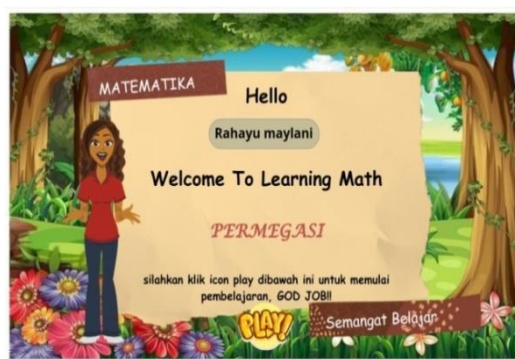 MATEMATIKA
Hello
Rahayu maylani
Welcome To Learning Math
PERMEGASI
silahkan klik icon play dibawah ini untuk memulai
pembelajaran, GOD JOB!!
PLAY!
Semangat Belajar